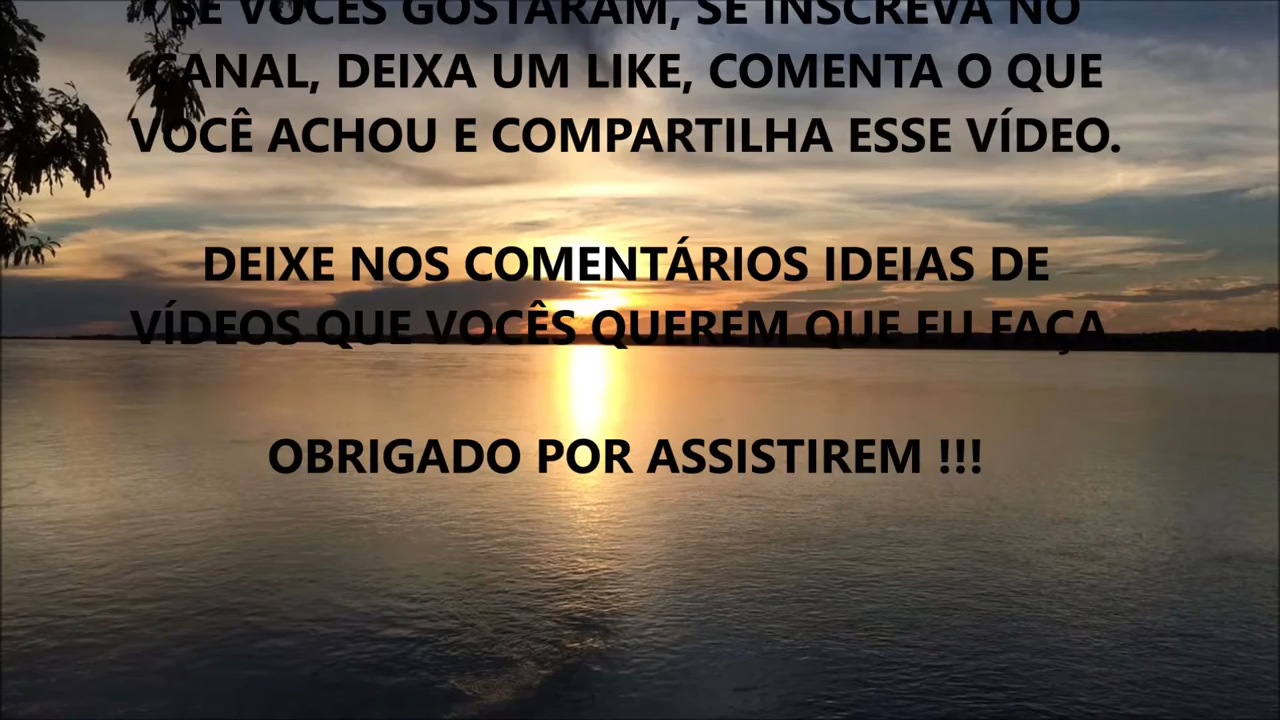 SE VOCÊS GOSTARAM, SE INSCREVA NO
CANAL, DEIXA UM LIKE, COMENTA O QUE
VOCÊ ACHOU E COMPARTILHA ESSE VÍDEO.
DEIXE NOS COMENTÁRIOS IDEIAS DE
VÍDEOS QUE VOCÊS QUEREM QUE EU FAÇA
OBRIGADO POR ASSISTIREM !!!